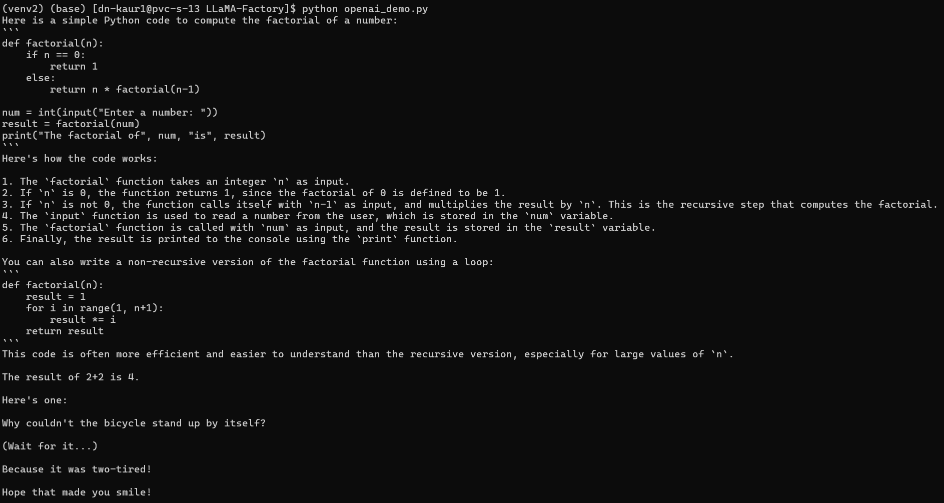 (venv2) (base) [dn-kaur1@pvc-s-13 LLaMA-Factory]$ python openai_demo.py
Here is a simple Python code to compute the factorial of a number:
```
def factorial(n):
    if n == 0:
        return 1
    else:
        return n * factorial(n-1)

num = int(input("Enter a number: "))
result = factorial(num)
print("The factorial of", num, "is", result)
```
Here's how the code works:

1. The `factorial` function takes an integer `n` as input.
2. If `n` is 0, the function returns 1, since the factorial of 0 is defined to be 1.
3. If `n` is not 0, the function calls itself with `n-1` as input, and multiplies the result by `n`. This is the recursive step that computes the factorial.
4. The `input` function is used to read a number from the user, which is stored in the `num` variable.
5. The `factorial` function is called with `num` as input, and the result is stored in the `result` variable.
6. Finally, the result is printed to the console using the `print` function.

You can also write a non-recursive version of the factorial function using a loop:
```
def factorial(n):
    result = 1
    for i in range(1, n+1):
        result *= i
    return result
```
This code is often more efficient and easier to understand than the recursive version, especially for large values of `n`.

The result of 2+2 is 4.

Here's one:

Why couldn't the bicycle stand up by itself?

(Wait for it...)

Because it was two-tired!

Hope that made you smile!